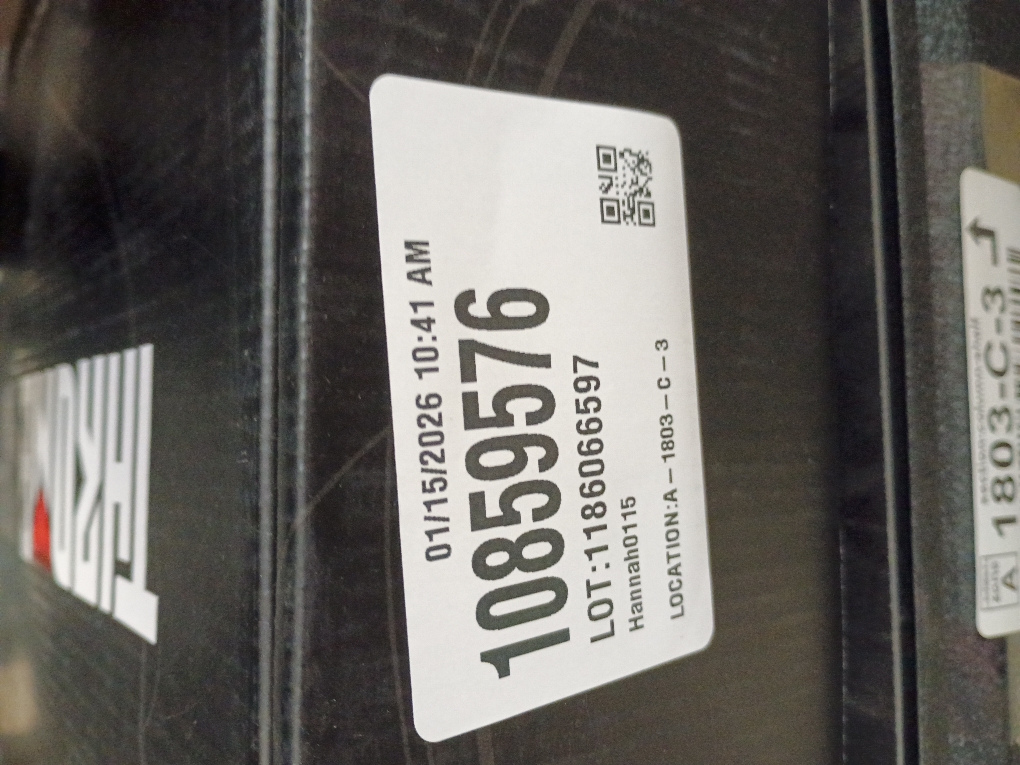 01/15/2026 10:41 AM
10859576
LOT:1186066597
Hannah0115
LOCATION:A-1803-C-3
A 1803-C-3